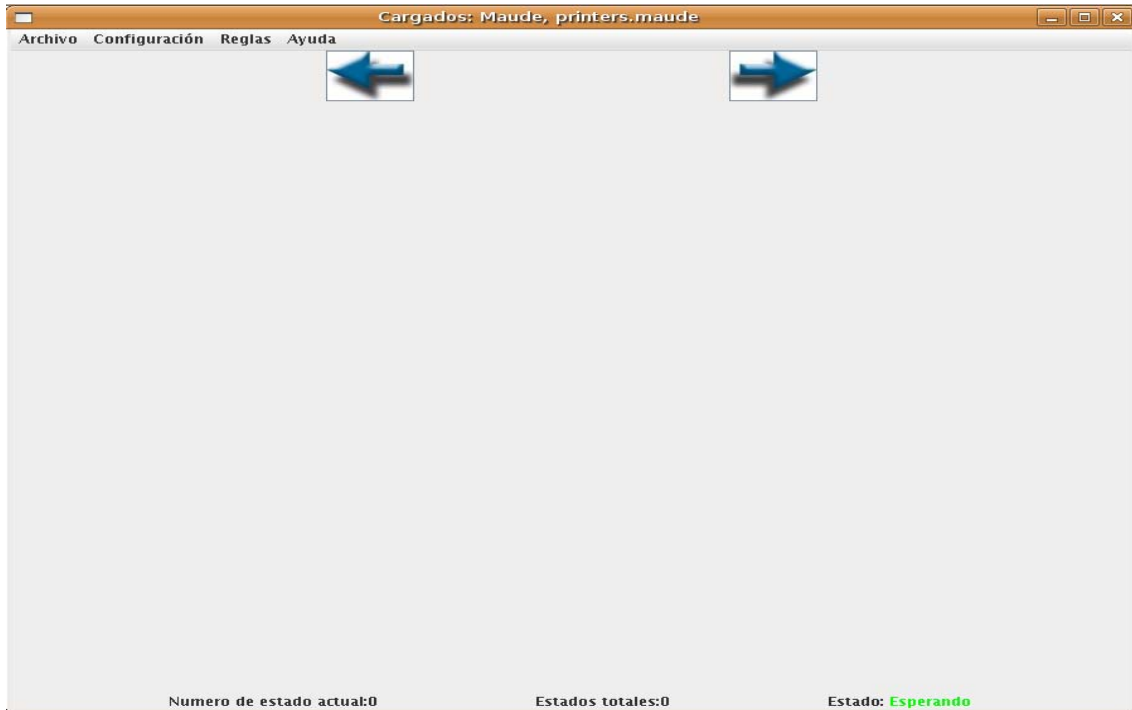 Cargados: Maude, printers.maude
Archivo Configuración Reglas Ayuda
Numero de estado actual:0 Estados totales:0 Estado: Esperando